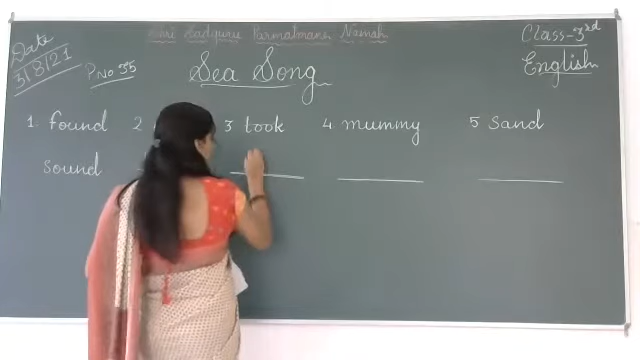 Shri Sadguru Parmatmane Namah
Class-3rd
Date
3/8/21
P.No 35
Sea Song
English
1. found 2 3 took 4 mummy 5 Sand
sound